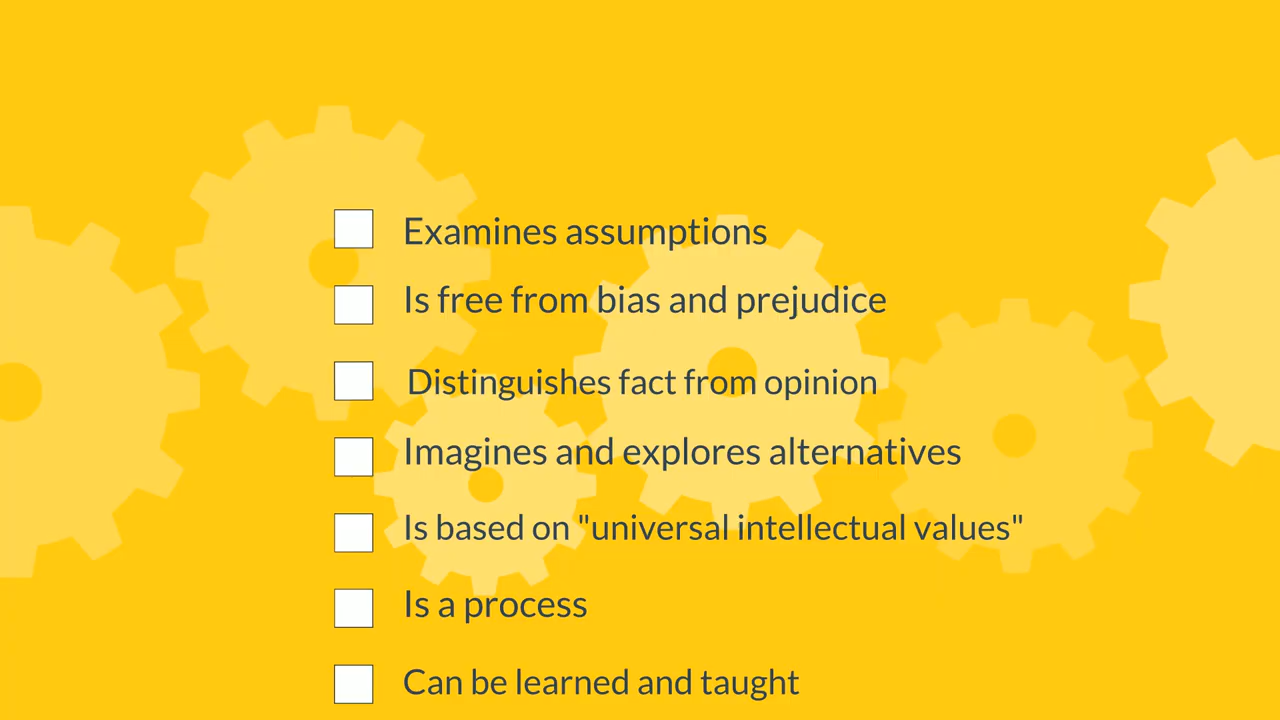 Examines assumptions
Is free from bias and prejudice
Distinguishes fact from opinion
Imagines and explores alternatives
Is based on "universal intellectual values"
Is a process
Can be learned and taught